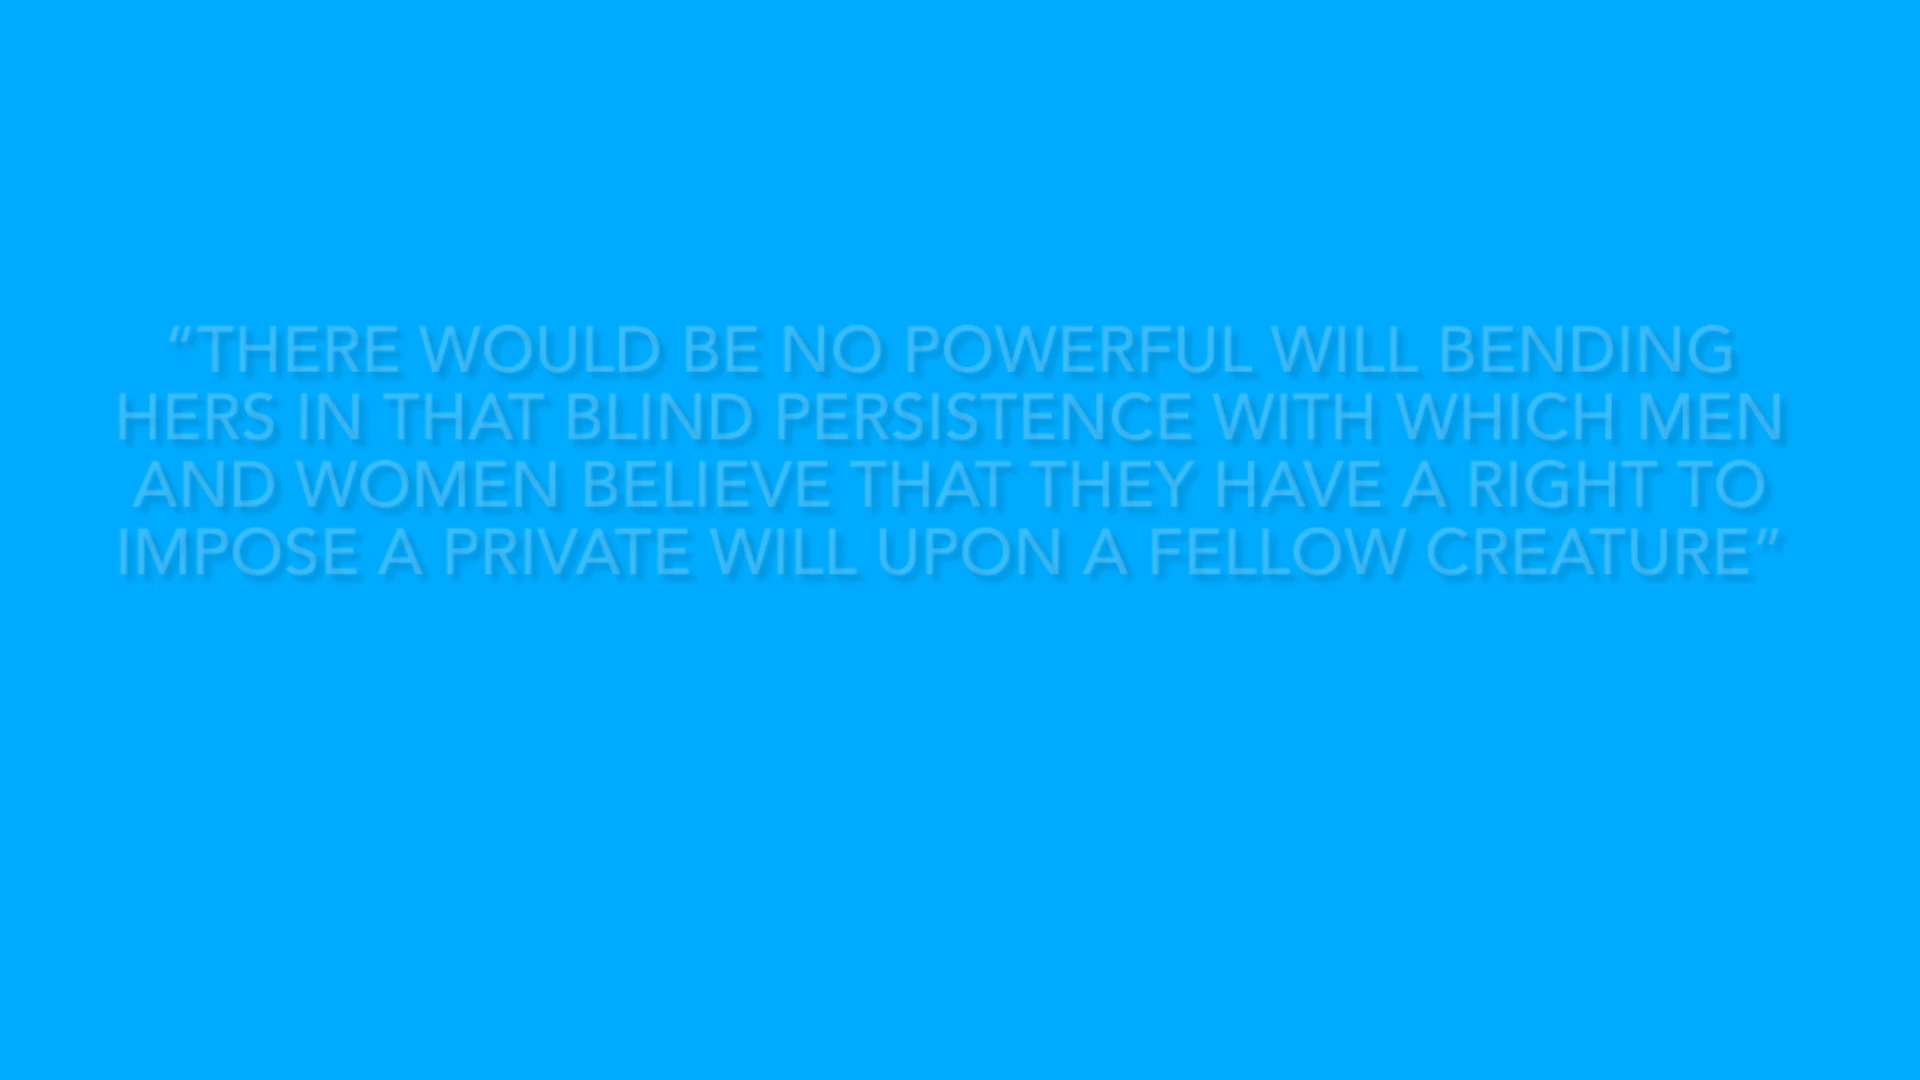 “THERE WOULD BE NO POWERFUL WILL BENDING
HERS IN THAT BLIND PERSISTENCE WITH WHICH MEN
AND WOMEN BELIEVE THAT THEY HAVE A RIGHT TO
IMPOSE A PRIVATE WILL UPON A FELLOW CREATURE”